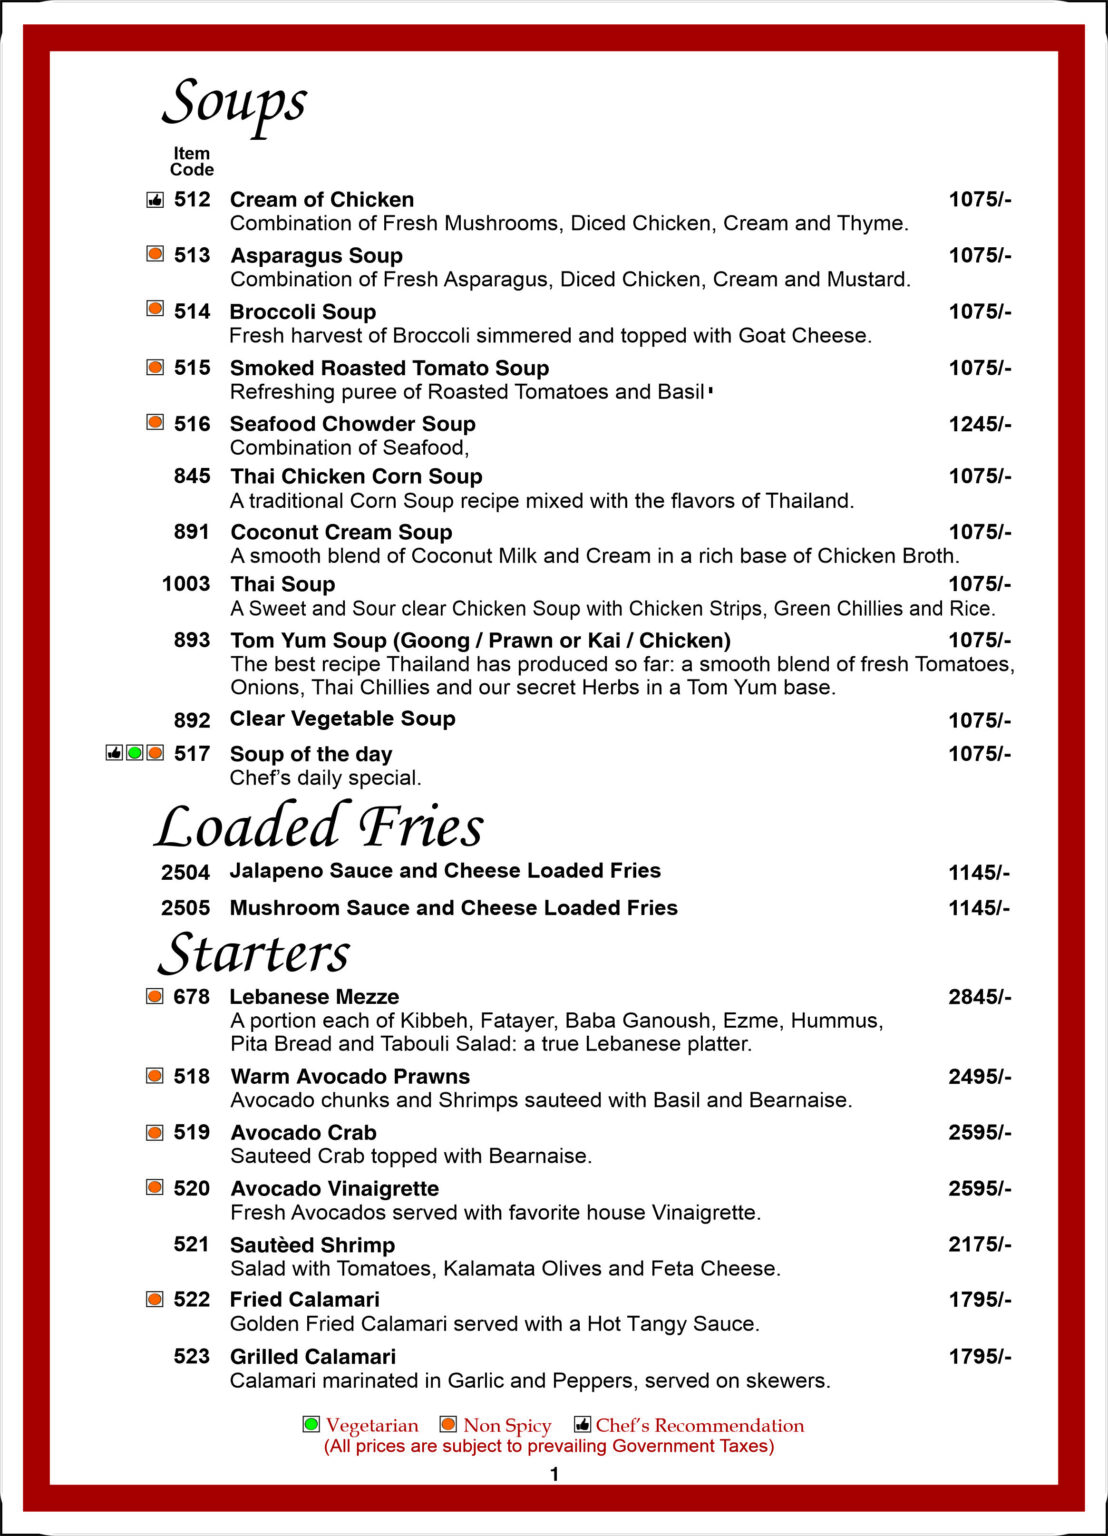 Soups
Item
Code
512 Cream of Chicken 1075/-
Combination of Fresh Mushrooms, Diced Chicken, Cream and Thyme.
513 Asparagus Soup 1075/-
Combination of Fresh Asparagus, Diced Chicken, Cream and Mustard.
514 Broccoli Soup 1075/-
Fresh harvest of Broccoli simmered and topped with Goat Cheese.
515 Smoked Roasted Tomato Soup 1075/-
Refreshing puree of Roasted Tomatoes and Basil'
516 Seafood Chowder Soup 1245/-
Combination of Seafood,
845 Thai Chicken Corn Soup 1075/-
A traditional Corn Soup recipe mixed with the flavors of Thailand.
891 Coconut Cream Soup 1075/-
A smooth blend of Coconut Milk and Cream in a rich base of Chicken Broth.
1003 Thai Soup 1075/-
A Sweet and Sour clear Chicken Soup with Chicken Strips, Green Chillies and Rice.
893 Tom Yum Soup (Goong / Prawn or Kai / Chicken) 1075/-
The best recipe Thailand has produced so far: a smooth blend of fresh Tomatoes,
Onions, Thai Chillies and our secret Herbs in a Tom Yum base.
892 Clear Vegetable Soup 1075/-
517 Soup of the day 1075/-
Chef's daily special.
Loaded Fries
2504 Jalapeno Sauce and Cheese Loaded Fries 1145/-
2505 Mushroom Sauce and Cheese Loaded Fries 1145/-
Starters
678 Lebanese Mezze 2845/-
A portion each of Kibbeh, Fatayer, Baba Ganoush, Ezme, Hummus,
Pita Bread and Tabouli Salad: a true Lebanese platter.
518 Warm Avocado Prawns 2495/-
Avocado chunks and Shrimps sauteed with Basil and Bearnaise.
519 Avocado Crab 2595/-
Sauteed Crab topped with Bearnaise.
520 Avocado Vinaigrette 2595/-
Fresh Avocados served with favorite house Vinaigrette.
521 Sautèed Shrimp 2175/-
Salad with Tomatoes, Kalamata Olives and Feta Cheese.
522 Fried Calamari 1795/-
Golden Fried Calamari served with a Hot Tangy Sauce.
523 Grilled Calamari 1795/-
Calamari marinated in Garlic and Peppers, served on skewers.
Vegetarian Non Spicy Chef's Recommendation
(All prices are subject to prevailing Government Taxes)
1